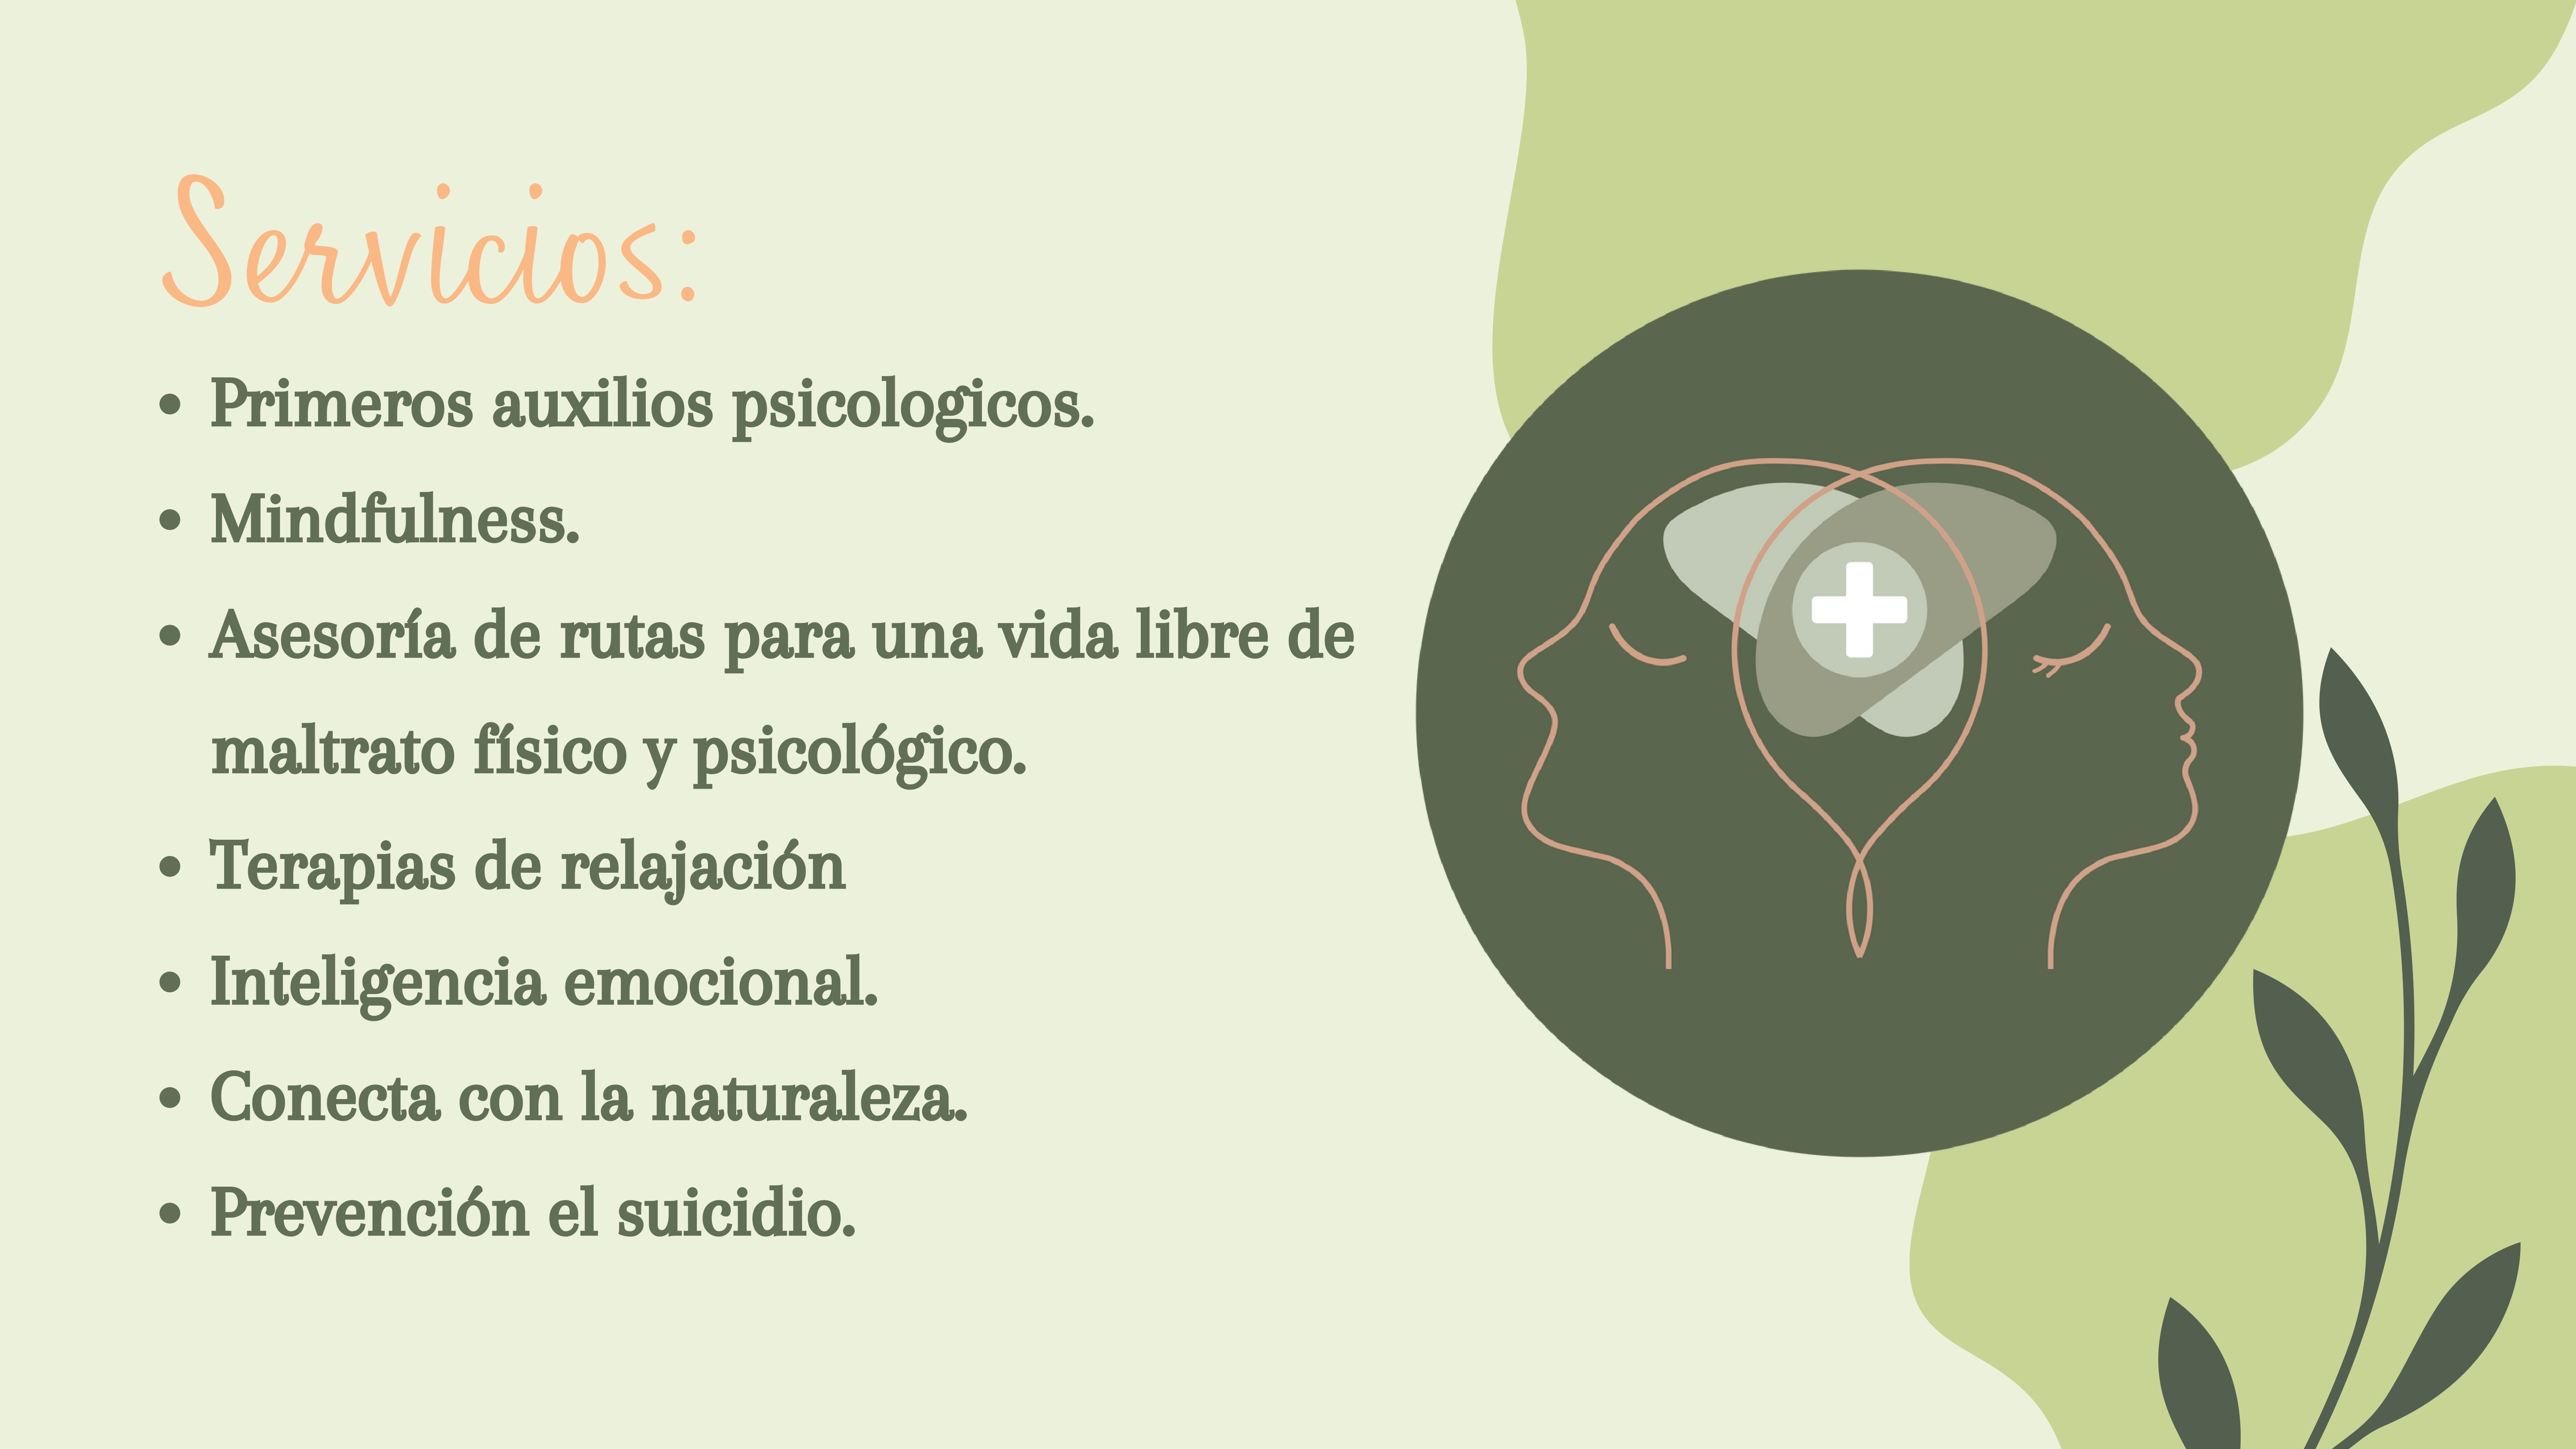 Servicios:
• Primeros auxilios psicologicos.
• Mindfulness.
• Asesoría de rutas para una vida libre de
maltrato físico y psicológico.
• Terapias de relajación
• Inteligencia emocional.
• Conecta con la naturaleza.
• Prevención el suicidio.